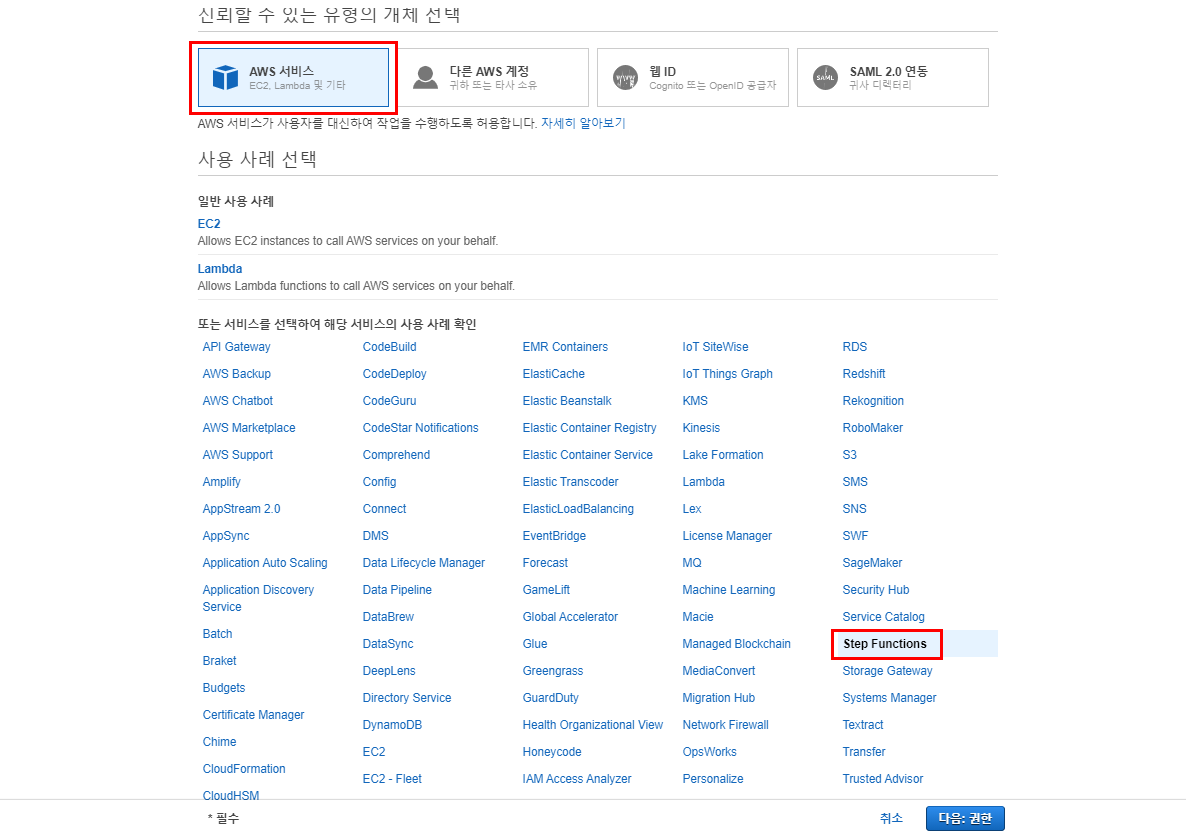 신뢰할 수 있는 유형의 개체 선택
AWS 서비스
EC2, Lambda 및 기타
다른 AWS 계정
귀하 또는 타사 소유
웹 ID
Cognito 또는 OpenID 공급자
SAML 2.0 연동
귀사 디렉터리
WWW
SAML
AWS 서비스가 사용자를 대신하여 작업을 수행하도록 허용합니다. 자세히 알아보기
사용 사례 선택
일반 사용 사례
EC2
Allows EC2 instances to call AWS services on your behalf.
Lambda
Allows Lambda functions to call AWS services on your behalf.
또는 서비스를 선택하여 해당 서비스의 사용 사례 확인
API Gateway
AWS Backup
AWS Chatbot
AWS Marketplace
AWS Support
Amplify
AppStream 2.0
AppSync
Application Auto Scaling
Application Discovery
Service
Batch
Braket
Budgets
Certificate Manager
Chime
CloudFormation
CloudHSM
CodeBuild
CodeDeploy
CodeGuru
CodeStar Notifications
Comprehend
Config
Connect
DMS
Data Lifecycle Manager
Data Pipeline
DataBrew
DataSync
DeepLens
Directory Service
DynamoDB
EC2
EC2 - Fleet
EMR Containers
ElastiCache
Elastic Beanstalk
Elastic Container Registry
Elastic Container Service
Elastic Transcoder
ElasticLoadBalancing
EventBridge
Forecast
GameLift
Global Accelerator
Glue
Greengrass
GuardDuty
Health Organizational View
Honeycode
IAM Access Analyzer
IoT SiteWise
IoT Things Graph
KMS
Kinesis
Lake Formation
Lambda
Lex
License Manager
MQ
Machine Learning
Macie
Managed Blockchain
MediaConvert
Migration Hub
Network Firewall
OpsWorks
Personalize
RDS
Redshift
Rekognition
RoboMaker
S3
SMS
SNS
SWF
SageMaker
Security Hub
Service Catalog
Step Functions
Storage Gateway
Systems Manager
Textract
Transfer
Trusted Advisor
* 필수
취소
다음: 권한